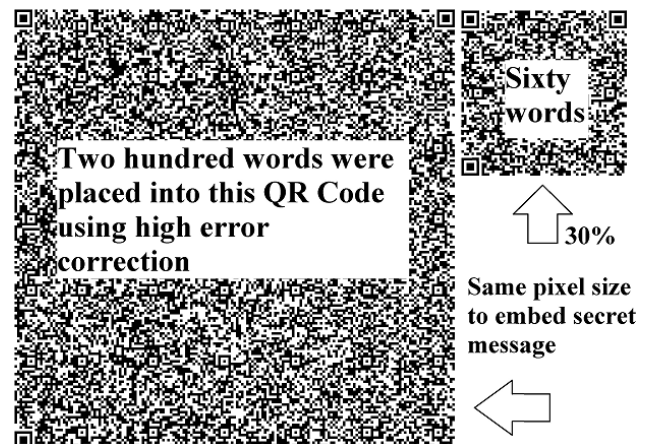 Two hundred words were
placed into this QR Code
using high error
correction
Sixty
words
30%
Same pixel size
to embed secret
message